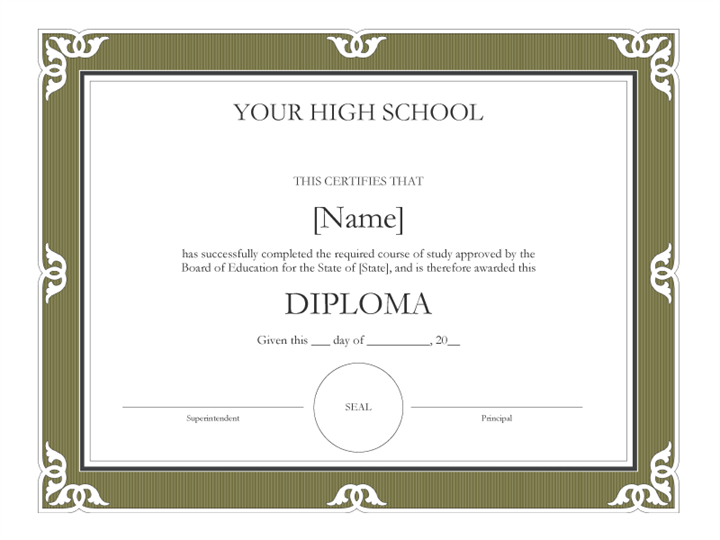 YOUR HIGH SCHOOL
THIS CERTIFIES THAT
[Name]
has successfully completed the required course of study approved by the
Board of Education for the State of [State], and is therefore awarded this
DIPLOMA
Given this ___ day of __________, 20__
SEAL
Superintendent
Principal